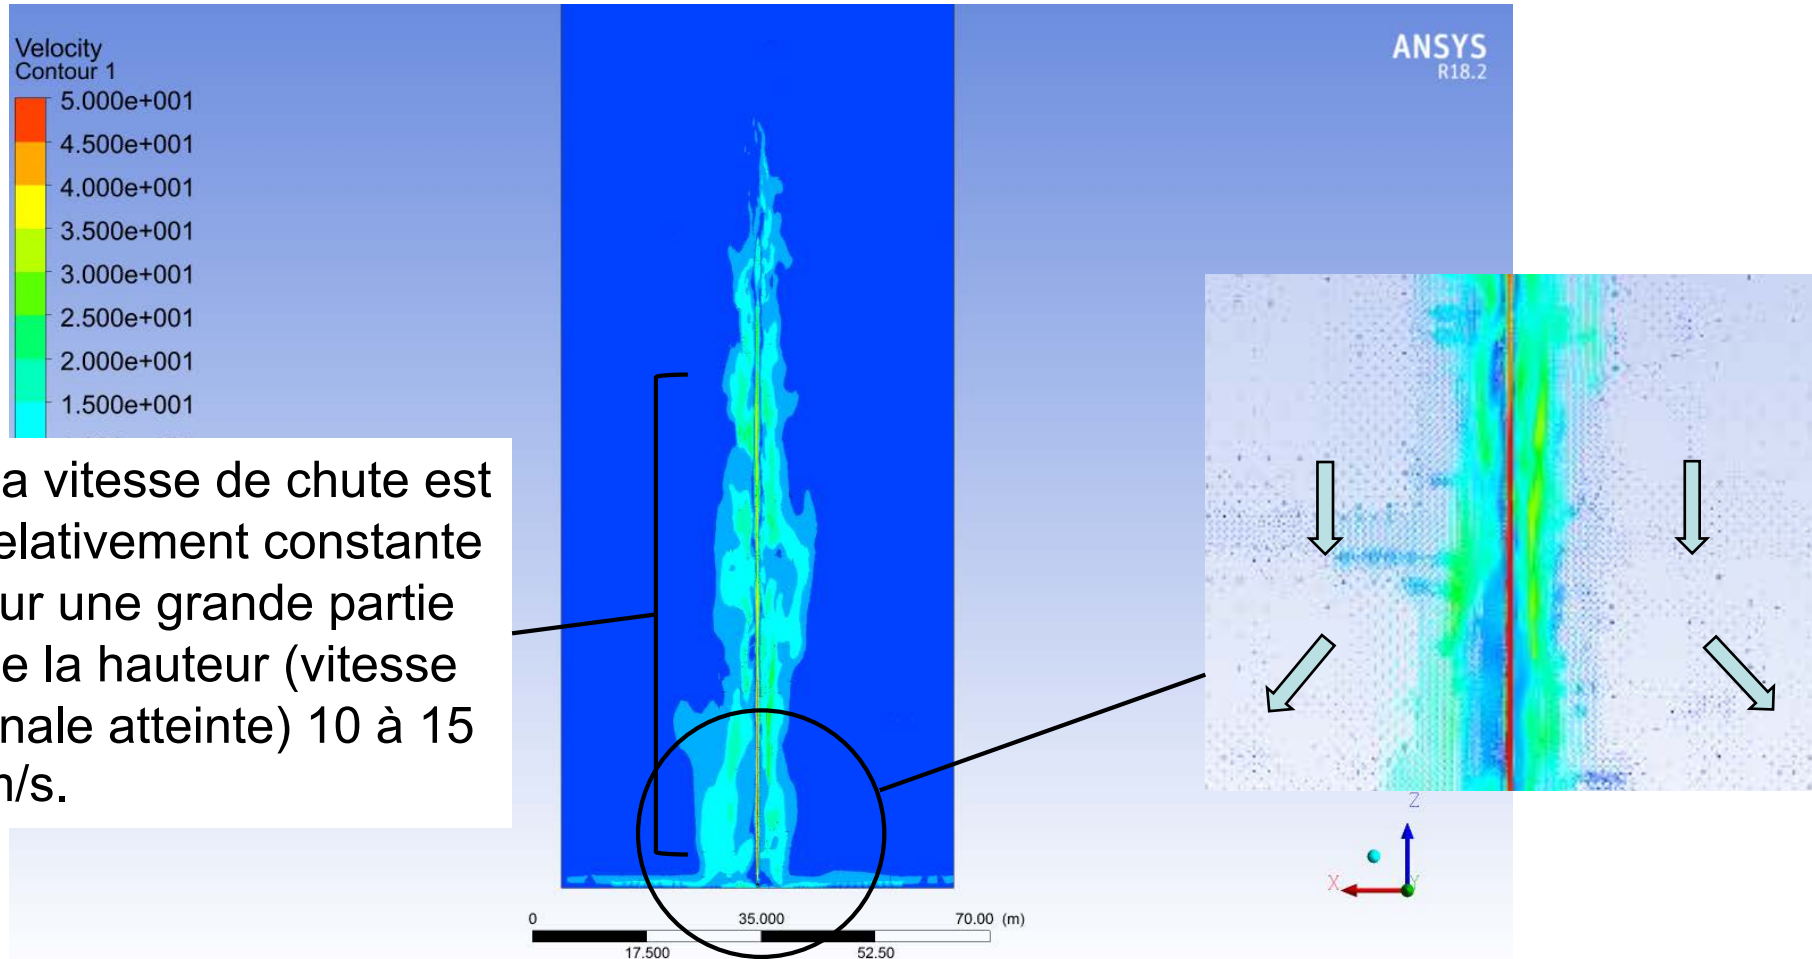 Velocity
Contour 1
ANSYS
R18.2
5.000e+001
4.500e+001
4.000e+001
3.500e+001
3.000e+001
2.500e+001
2.000e+001
1.500e+001
a vitesse de chute est
elativement constante
ur une grande partie
e la hauteur (vitesse
nale atteinte) 10 à 15
m/s.
Z
X
Y
0 35.000 70.00 (m)
17.500 52.50